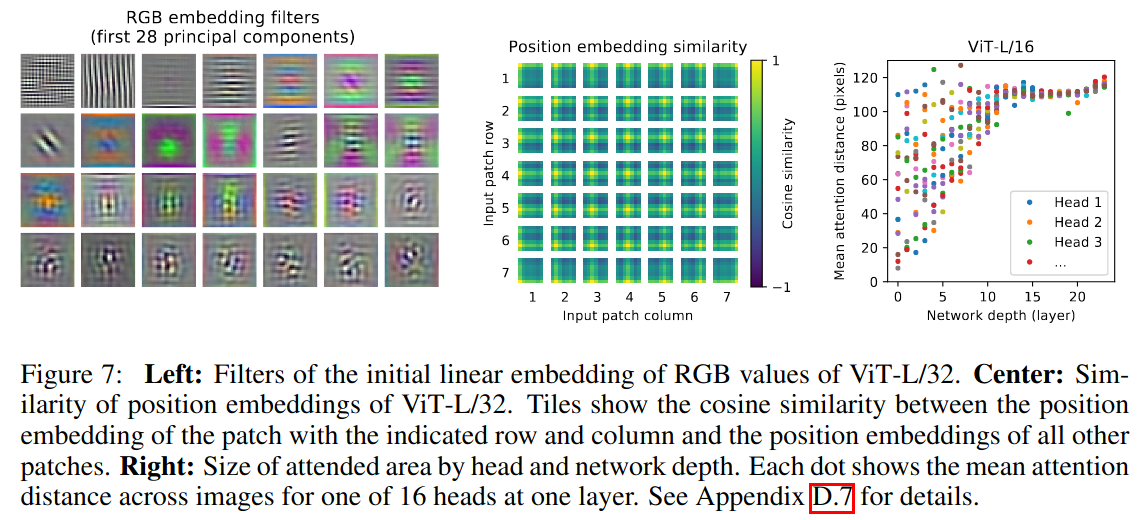 RGB embedding filters
(first 28 principal components)
Position embedding similarity
1
2
3
4
5
6
7
Input patch row
1 2 3 4 5 6 7
Input patch column
1
−1
Cosine similarity
ViT-L/16
120
100
80
60
40
20
0
Mean attention distance (pixels)
Head 1
Head 2
Head 3
...
0 5 10 15 20
Network depth (layer)
Figure 7: Left: Filters of the initial linear embedding of RGB values of ViT-L/32. Center: Sim-
ilarity of position embeddings of ViT-L/32. Tiles show the cosine similarity between the position
embedding of the patch with the indicated row and column and the position embeddings of all other
patches. Right: Size of attended area by head and network depth. Each dot shows the mean attention
distance across images for one of 16 heads at one layer. See Appendix D.7 for details.